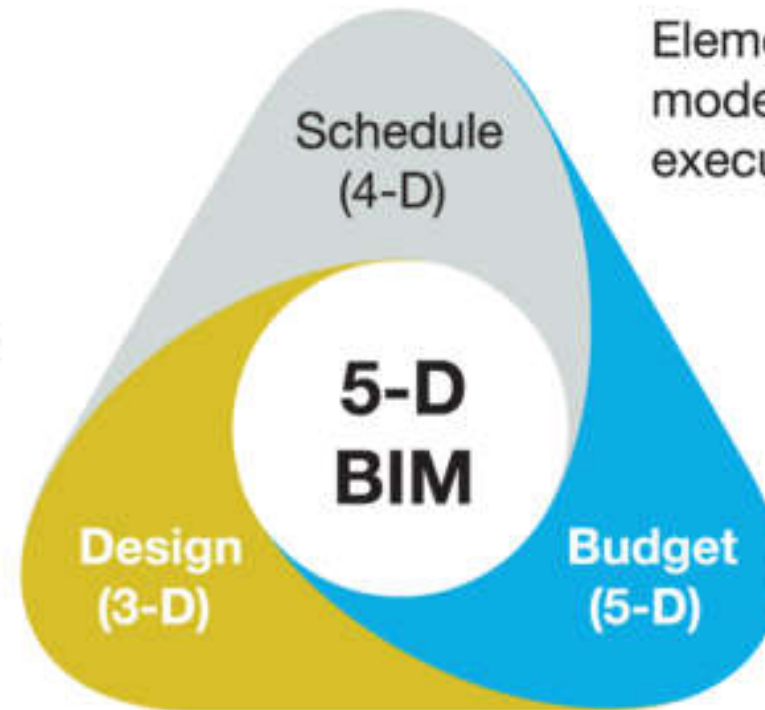 Schedule
(4-D)
5-D
BIM
Design
(3-D)
Budget
(5-D)